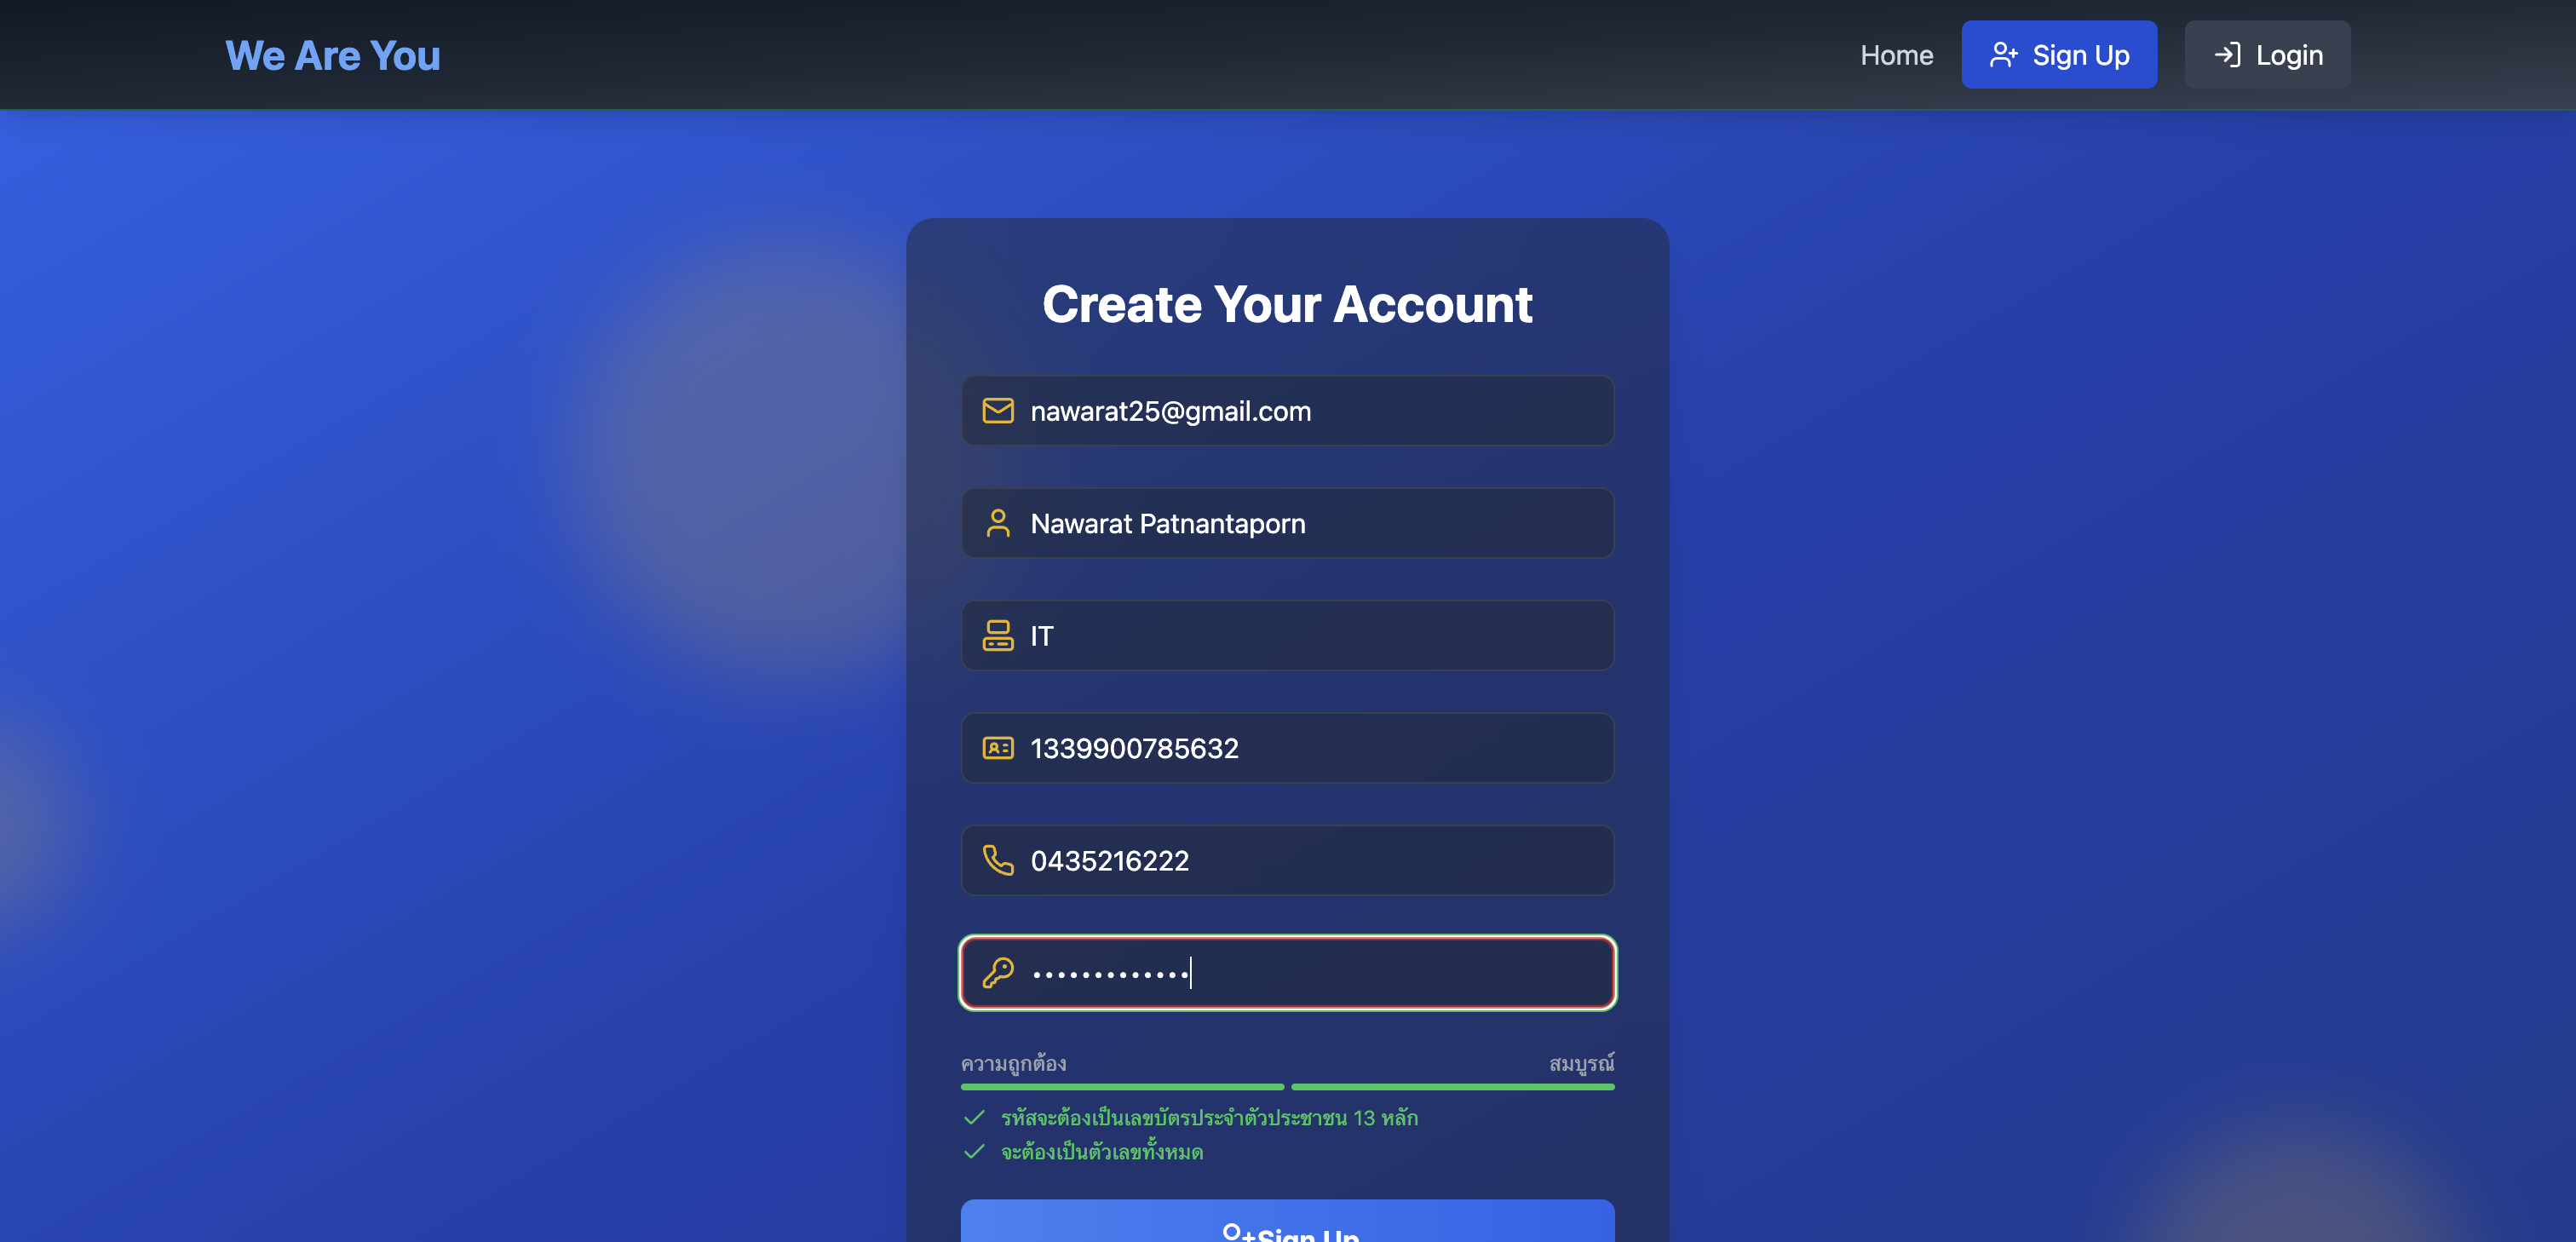 We Are You
Home
Sign Up
Login
Create Your Account
nawarat25@gmail.com
Nawarat Patnantaporn
IT
1339900785632
0435216222
•••••••••••••
ความถูกต้อง
สมบูรณ์
รหัสจะต้องเป็นเลขบัตรประจำตัวประชาชน 13 หลัก
จะต้องเป็นตัวเลขทั้งหมด
Sign Up